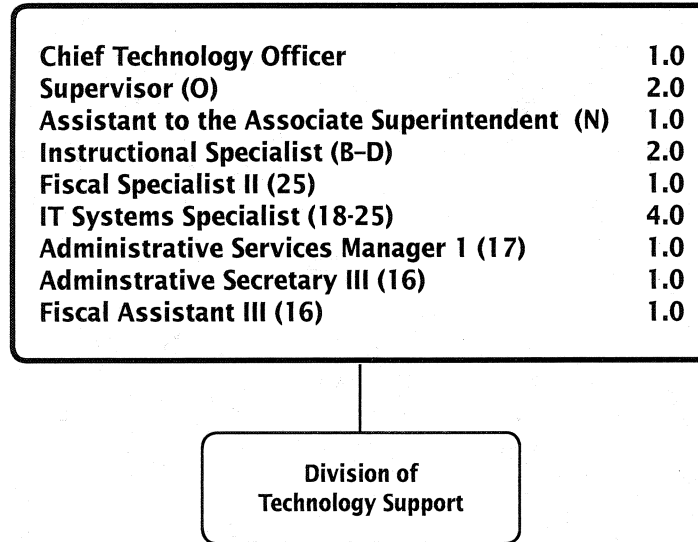 Chief Technology Officer 1.0
Supervisor (O) 2.0
Assistant to the Associate Superintendent (N) 1.0
Instructional Specialist (B–D) 2.0
Fiscal Specialist II (25) 1.0
IT Systems Specialist (18-25) 4.0
Administrative Services Manager 1 (17) 1.0
Adminstrative Secretary III (16) 1.0
Fiscal Assistant III (16) 1.0
Division of
Technology Support